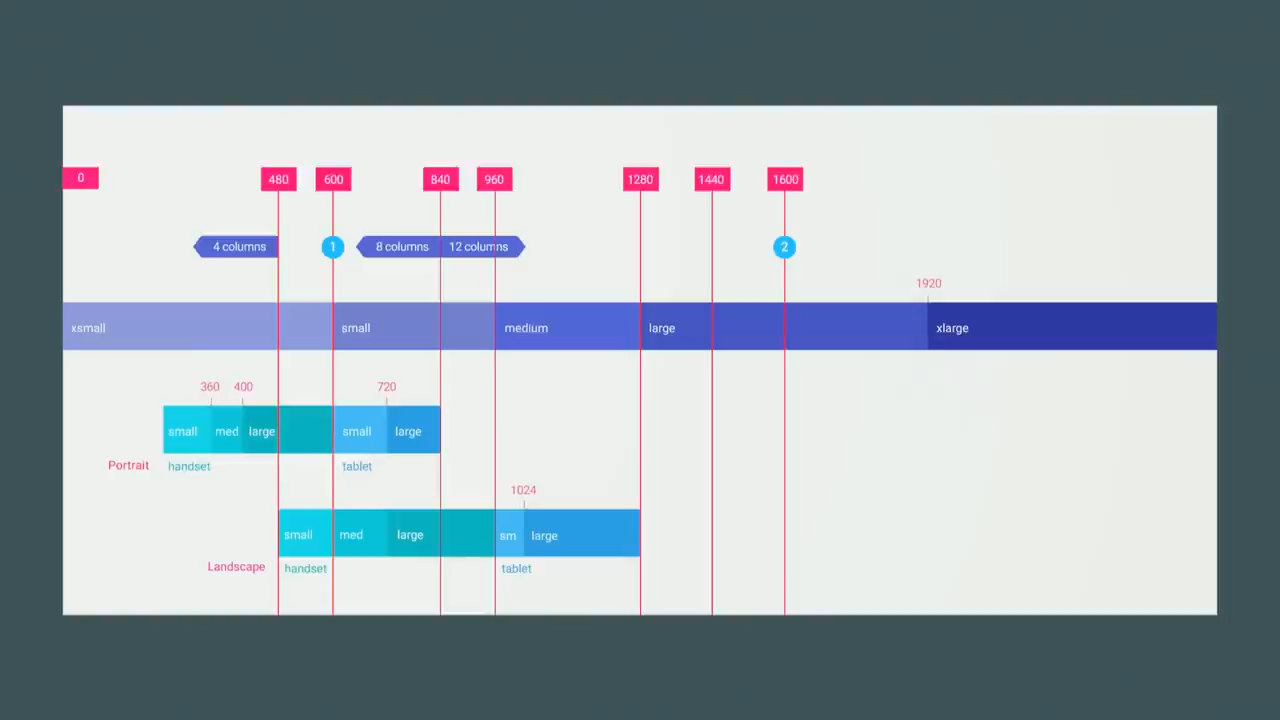 0 480 600 840 960 1280 1440 1600
4 columns 1 8 columns 12 columns 2
1920
xsmall small medium large xlarge
360 400 720
small med large small large
Portrait handset tablet
1024
small med large sm large
Landscape handset tablet